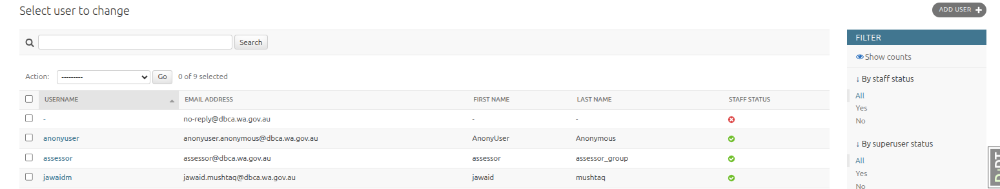 Select user to change
ADD USER +
Search
FILTER
Show counts
Action: --------- Go 0 of 9 selected
↓ By staff status
All
Yes
No
↓ By superuser status
All
Yes
No
USERNAME EMAIL ADDRESS FIRST NAME LAST NAME STAFF STATUS
- no-reply@dbca.wa.gov.au - -
anonyuser anonyuser.anonymous@dbca.wa.gov.au AnonyUser Anonymous
assessor assessor@dbca.wa.gov.au assessor assessor_group
jawaidm jawaid.mushtaq@dbca.wa.gov.au jawaid mushtaq
DjDT